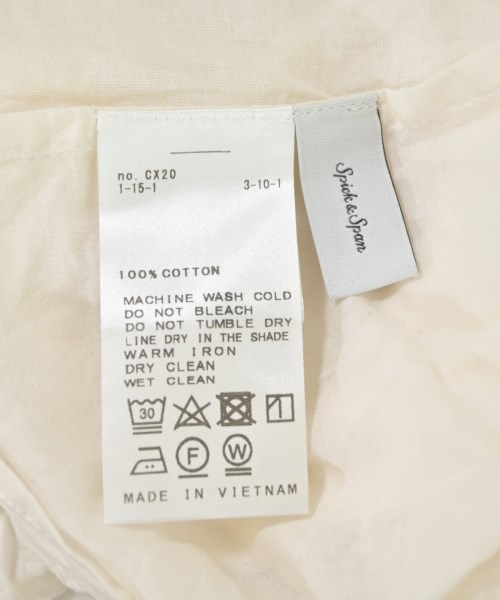 no. CX20
1-15-1 3-10-1
Spick & Span
100% COTTON
MACHINE WASH COLD
DO NOT BLEACH
DO NOT TUMBLE DRY
LINE DRY IN THE SHADE
WARM IRON
DRY CLEAN
WET CLEAN
30
F W
MADE IN VIETNAM